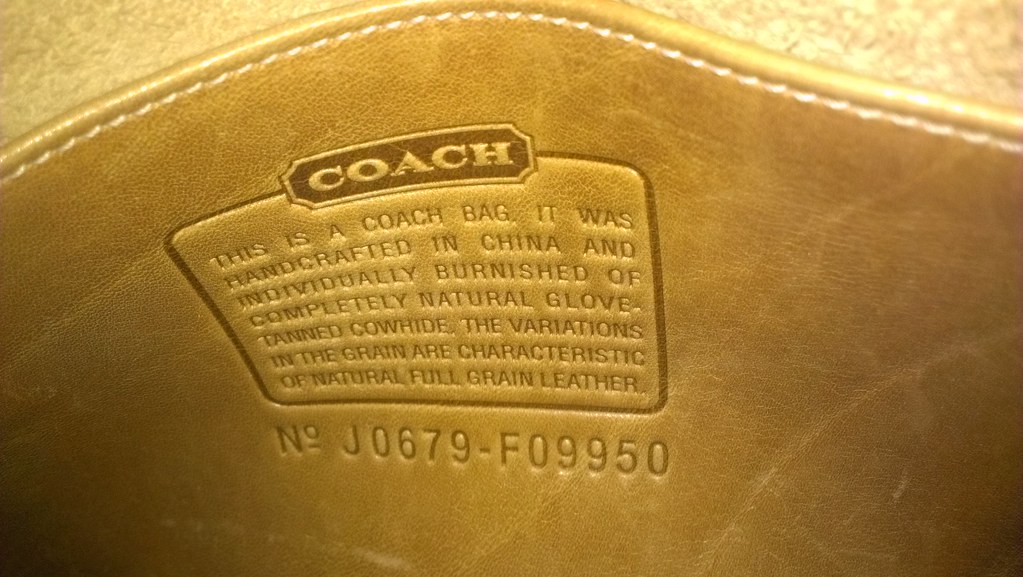 COACH
THIS IS A COACH BAG. IT WAS
HANDCRAFTED IN CHINA AND
INDIVIDUALLY BURNISHED OF
COMPLETELY NATURAL GLOVE-
TANNED COWHIDE. THE VARIATIONS
IN THE GRAIN ARE CHARACTERISTIC
OF NATURAL FULL GRAIN LEATHER.
Nº J0679-F09950